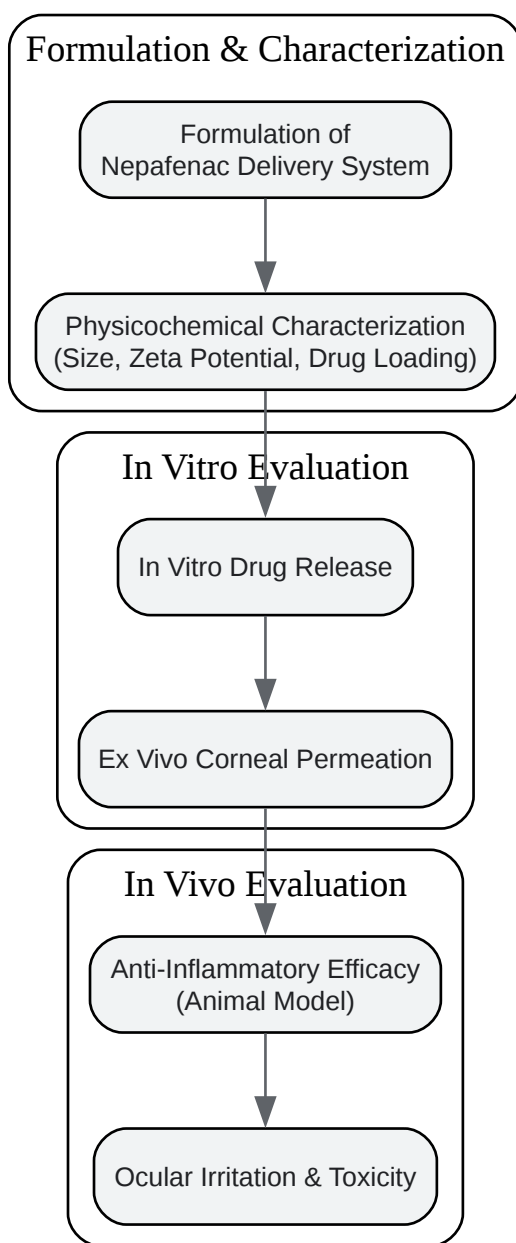 Formulation & Characterization
Formulation of
Nepafenac Delivery System
Physicochemical Characterization
(Size, Zeta Potential, Drug Loading)
In Vitro Evaluation
In Vitro Drug Release
Ex Vivo Corneal Permeation
In Vivo Evaluation
Anti-Inflammatory Efficacy
(Animal Model)
Ocular Irritation & Toxicity